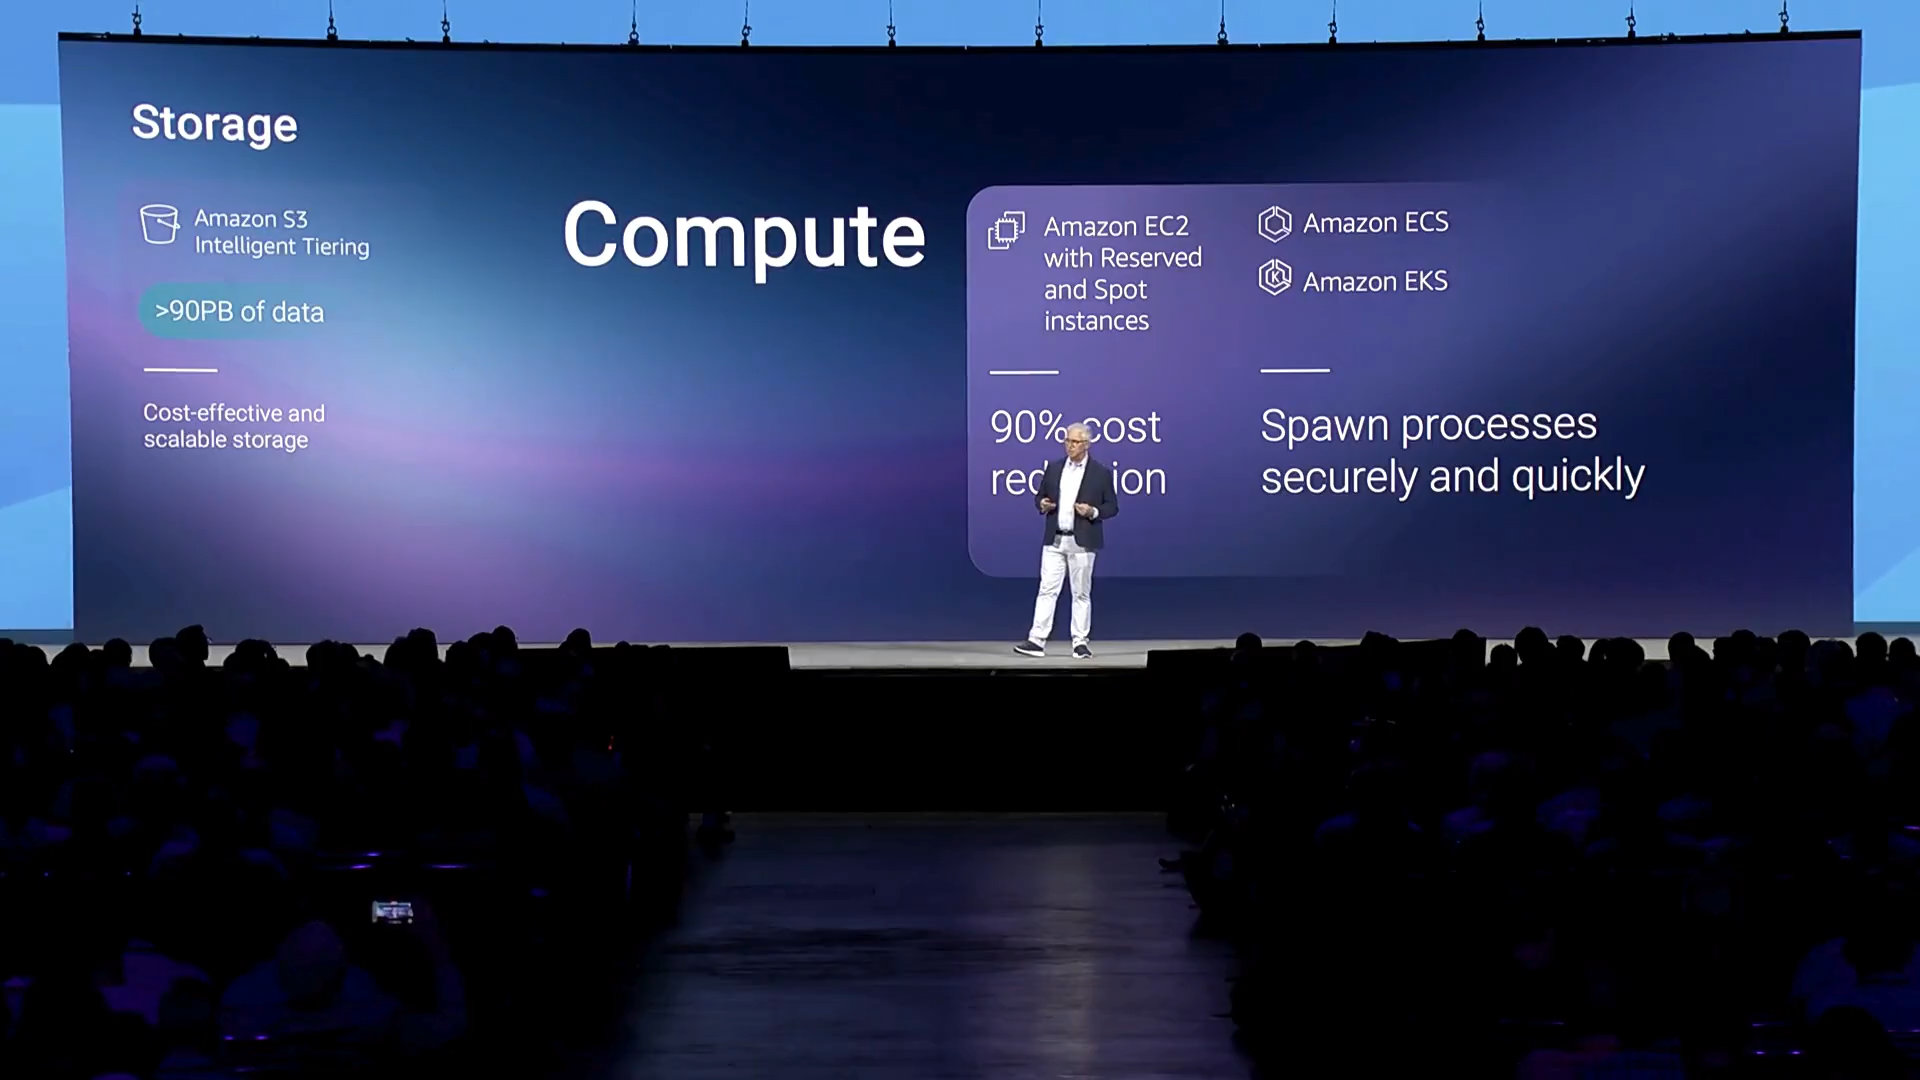 Storage
Amazon S3
Intelligent Tiering
>90PB of data
Cost-effective and
scalable storage
Compute
Amazon EC2
with Reserved
and Spot
instances
90% cost
reduction
Amazon ECS
Amazon EKS
Spawn processes
securely and quickly